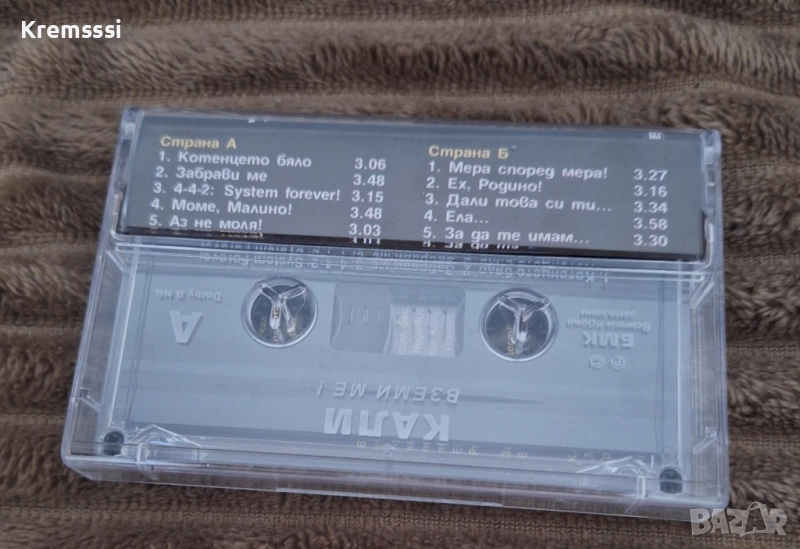 Kremsssi
Страна А
1. Котенцето бяло 3.06
2. Забрави ме 3.48
3. 4-4-2: System forever! 3.15
4. Моме, Малино! 3.48
5. Аз не моля! 3.03
Страна Б
1. Мера според мера! 3.27
2. Ех, Родино! 3.16
3. Дали това си ти... 3.34
4. Ела... 3.58
5. За да те имам... 3.30
A
Dolby B NR
БМК
Всички права
ВЗЕМИ МЕ !
КАЛИ
BAZAR